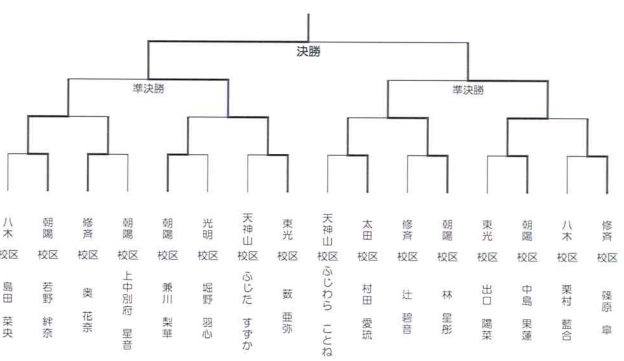 決勝
準決勝
準決勝
八木 校区 島田 菜央
朝陽 校区 若野 絆奈
修斉 校区 奥 花奈
朝陽 校区 上中別府 星音
朝陽 校区 兼川 梨華
光明 校区 堀野 羽心
天神山 校区 ふじた すずか
東光 校区 薮 亜弥
天神山 校区 ふじわら ことね
太田 校区 村田 愛琉
修斉 校区 辻 碧音
朝陽 校区 林 星彤
東光 校区 出口 陽菜
朝陽 校区 中島 果蓮
八木 校区 栗村 藍合
修斉 校区 篠原 皐